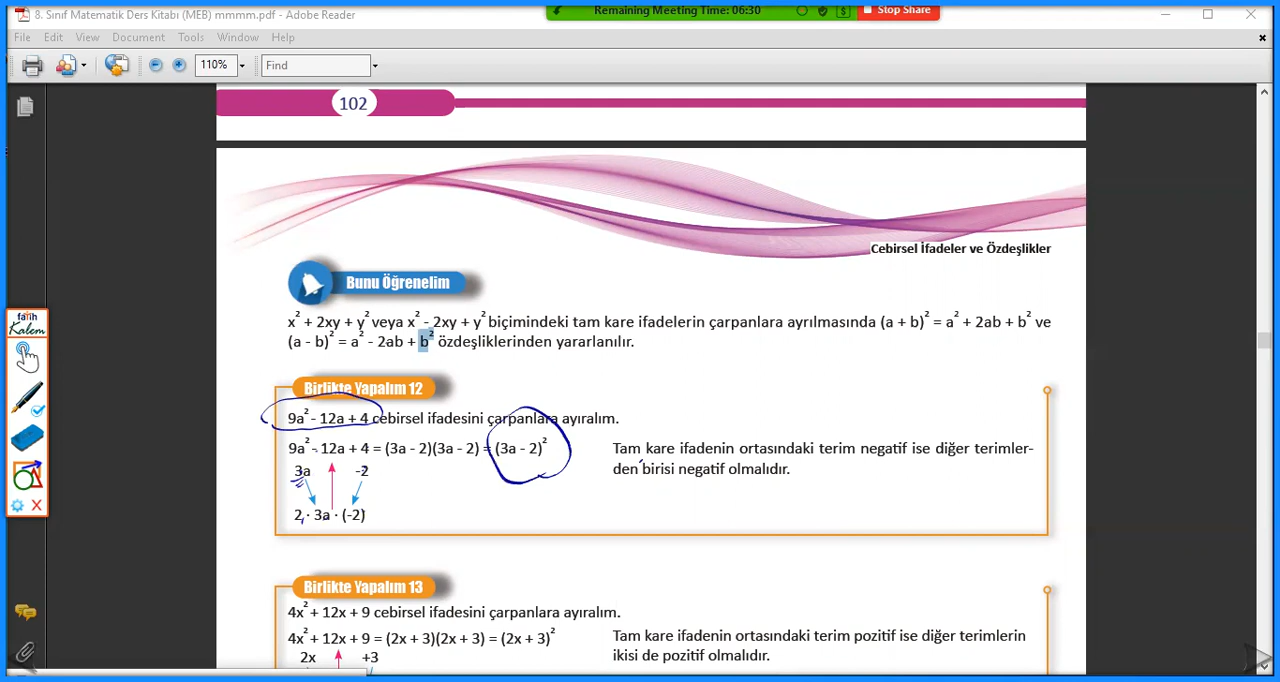 8. Sınıf Matematik Ders Kitabı (MEB) mmmm.pdf - Adobe Reader
Remaining Meeting Time: 06:30
Stop Share
File Edit View Document Tools Window Help
110%
Find
102
Cebirsel İfadeler ve Özdeşlikler
Bunu Öğrenelim
x² + 2xy + y² veya x² - 2xy + y² biçimindeki tam kare ifadelerin çarpanlara ayrılmasında (a + b)² = a² + 2ab + b² ve
(a - b)² = a² - 2ab + b² özdeşliklerinden yararlanılır.
fatih
Kalem
Birlikte Yapalım 12
9a² - 12a + 4 cebirsel ifadesini çarpanlara ayıralım.
9a² - 12a + 4 = (3a - 2)(3a - 2) = (3a - 2)²
3a -2
2 · 3a · (-2)
Tam kare ifadenin ortasındaki terim negatif ise diğer terimler-
den birisi negatif olmalıdır.
Birlikte Yapalım 13
4x² + 12x + 9 cebirsel ifadesini çarpanlara ayıralım.
4x² + 12x + 9 = (2x + 3)(2x + 3) = (2x + 3)²
2x +3
Tam kare ifadenin ortasındaki terim pozitif ise diğer terimlerin
ikisi de pozitif olmalıdır.